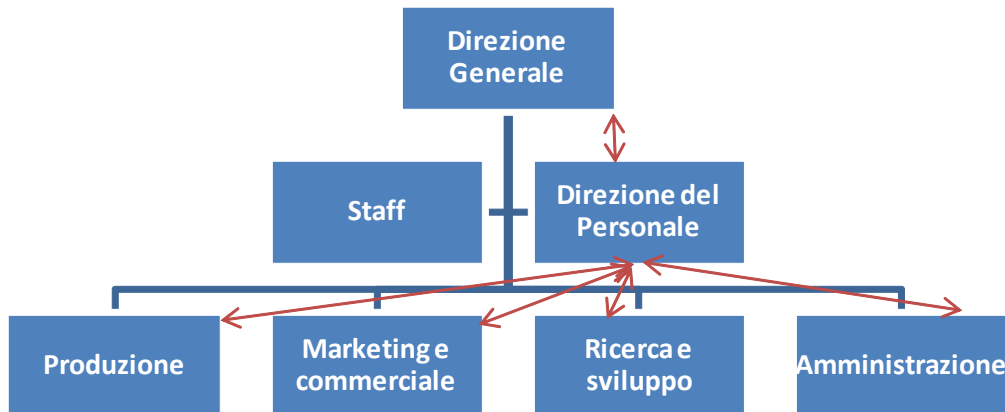 Direzione
Generale
Staff
Direzione del
Personale
Produzione
Marketing e
commerciale
Ricerca e
sviluppo
Amministrazione